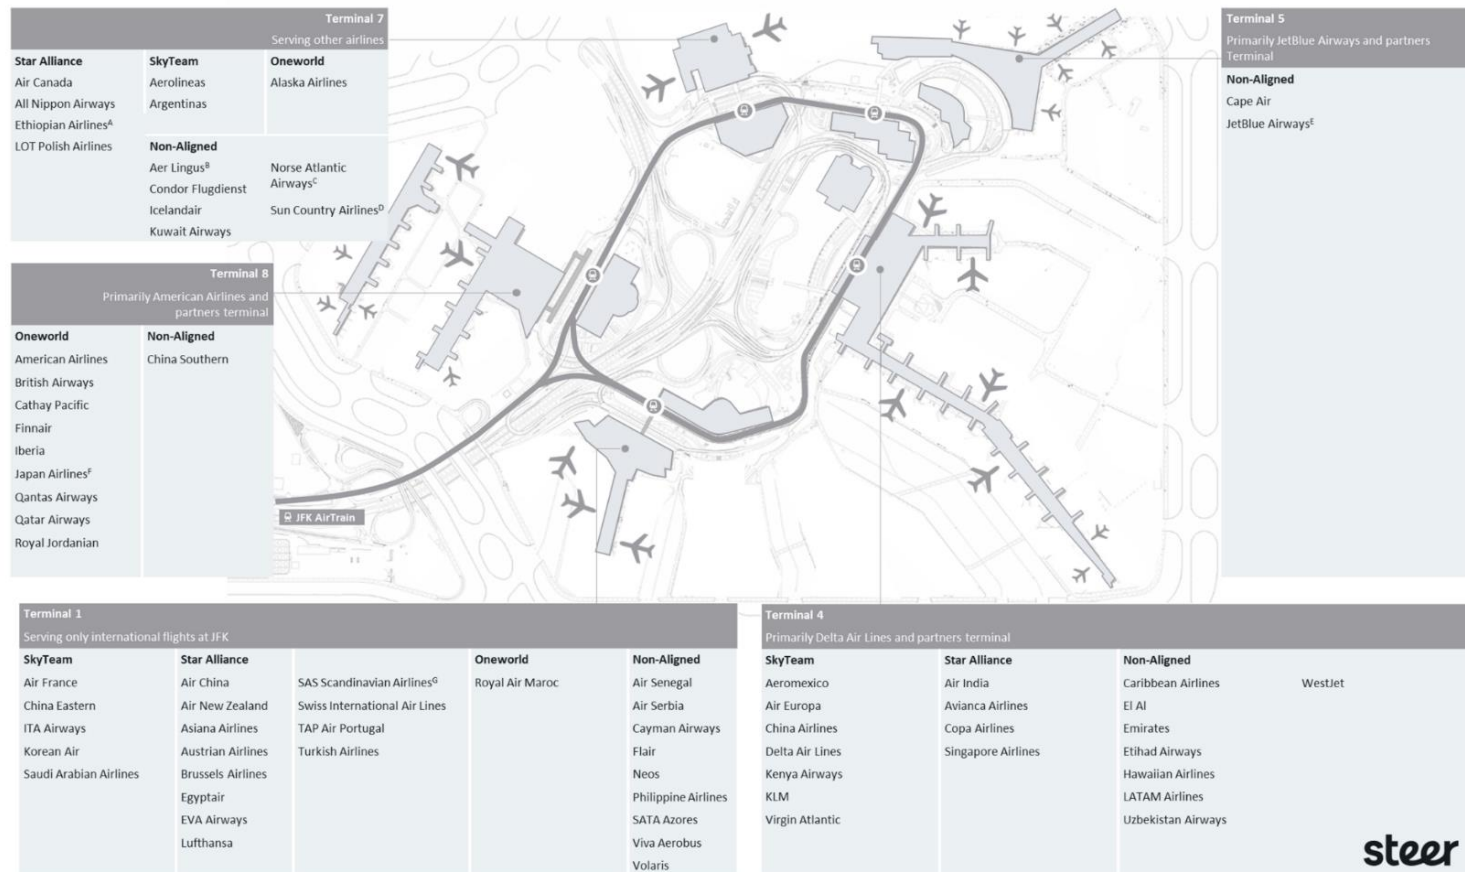 Terminal 7
Serving other airlines
Star Alliance
Air Canada
All Nippon Airways
Ethiopian Airlinesᴬ
LOT Polish Airlines
SkyTeam
Aerolineas
Argentinas
Oneworld
Alaska Airlines
Non-Aligned
Aer Lingusᴮ
Condor Flugdienst
Icelandair
Kuwait Airways
Norse Atlantic
Airwaysᶜ
Sun Country Airlinesᴰ
Terminal 5
Primarily JetBlue Airways and partners
Terminal
Non-Aligned
Cape Air
JetBlue Airwaysᴱ
Terminal 8
Primarily American Airlines and
partners terminal
Oneworld
American Airlines
British Airways
Cathay Pacific
Finnair
Iberia
Japan Airlinesᶠ
Qantas Airways
Qatar Airways
Royal Jordanian
Non-Aligned
China Southern
JFK AirTrain
Terminal 1
Serving only international flights at JFK
SkyTeam
Air France
China Eastern
ITA Airways
Korean Air
Saudi Arabian Airlines
Star Alliance
Air China
Air New Zealand
Asiana Airlines
Austrian Airlines
Brussels Airlines
Egyptair
EVA Airways
Lufthansa
SAS Scandinavian Airlinesᴳ
Swiss International Air Lines
TAP Air Portugal
Turkish Airlines
Oneworld
Royal Air Maroc
Non-Aligned
Air Senegal
Air Serbia
Cayman Airways
Flair
Neos
Philippine Airlines
SATA Azores
Viva Aerobus
Volaris
Terminal 4
Primarily Delta Air Lines and partners terminal
SkyTeam
Aeromexico
Air Europa
China Airlines
Delta Air Lines
Kenya Airways
KLM
Virgin Atlantic
Star Alliance
Air India
Avianca Airlines
Copa Airlines
Singapore Airlines
Non-Aligned
Caribbean Airlines
El Al
Emirates
Etihad Airways
Hawaiian Airlines
LATAM Airlines
Uzbekistan Airways
WestJet
steer